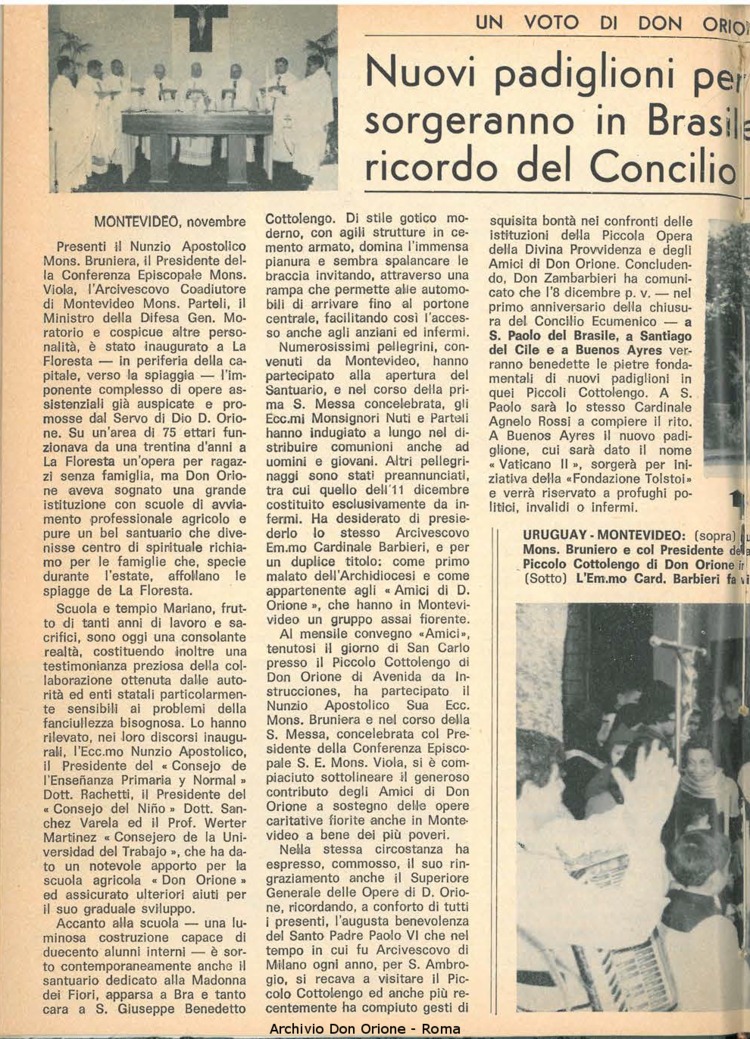 UN VOTO DI DON
Nuovi padiglioni per
sorgeranno in
ricordo del Concilio
MONTEVIDEO, novembre
Presenti il Nunzio Apostolico
Mons. Bruniera, il Presidente del-
la Conferenza Episcopale Mons.
Viola, l'Arcivescovo Coadiutore
di Montevideo Mons. Parteli, il
Ministro della Difesa Gen. Mo-
ratorio e cospicue altre perso-
nalità, è stato inaugurato a La
Floresta — in periferia della ca-
pitale, verso la spiaggia — l'im-
ponente complesso di opere as-
sistenziali già auspicate e pro-
mosse dal Servo di Dio D. Orio-
ne. Su un'area di 75 ettari fun-
zionava da una trentina d'anni a
La Floresta un'opera per ragaz-
zi senza famiglia, ma Don Orio-
ne aveva sognato una grande
istituzione con scuole di avvia-
mento professionale agricolo e
pure un bel santuario che dive-
nisse centro di spirituale richia-
mo per le famiglie che, specie
durante l'estate, affollano le
spiagge de La Floresta.
Scuola e tempio Mariano, frut-
to di tanti anni di lavoro e sa-
crifici, sono oggi una consolante
realtà, costituendo inoltre una
testimonianza preziosa della col-
laborazione ottenuta dalle auto-
rità ed enti statali particolarmen-
te sensibili ai problemi della
fanciullezza bisognosa. Lo hanno
rilevato, nei loro discorsi inaugu-
rali, l'Ecc.mo Nunzio Apostolico,
il Presidente del « Consejo de
l'Enseñanza Primaria y Normal »
Dott. Rachetti, il Presidente del
« Consejo del Niño » Dott. San-
chez Varela ed il Prof. Werter
Martinez « Consejero de la Uni-
versidad del Trabajo », che ha da-
to un notevole apporto per la
scuola agricola « Don Orione »
ed assicurato ulteriori aiuti per
il suo graduale sviluppo.
Accanto alla scuola — una lu-
minosa costruzione capace di
duecento alunni interni — è sor-
to contemporaneamente anche il
santuario dedicato alla Madonna
dei Fiori, apparsa a Bra e tanto
cara a S. Giuseppe Benedetto
Cottolengo. Di stile gotico mo-
derno, con agili strutture in ce-
mento armato, domina l'immensa
pianura e sembra spalancare le
braccia invitando, attraverso una
rampa che permette alle automo-
bili di arrivare fino al portone
centrale, facilitando così l'acces-
so anche agli anziani ed infermi.
Numerosissimi pellegrini, con-
venuti da Montevideo, hanno
partecipato alla apertura del
Santuario, e nel corso della pri-
ma S. Messa concelebrata, gli
Ecc.mi Monsignori Nuti e Parteli
hanno indugiato a lungo nel di-
stribuire comunioni anche ad
uomini e giovani. Altri pellegri-
naggi sono stati preannunciati,
tra cui quello dell'11 dicembre
costituito esclusivamente da in-
fermi. Ha desiderato di presie-
derlo lo stesso Arcivescovo
Em.mo Cardinale Barbieri, e per
un duplice titolo: come primo
malato dell'Archidiocesi e come
appartenente agli « Amici di D.
Orione », che hanno in Montevi-
video un gruppo assai fiorente.
Al mensile convegno «Amici»,
tenutosi il giorno di San Carlo
presso il Piccolo Cottolengo di
Don Orione di Avenida da In-
strucciones, ha partecipato il
Nunzio Apostolico Sua Ecc.
Mons. Bruniera e nel corso della
S. Messa, concelebrata col Pre-
sidente della Conferenza Episco-
pale S. E. Mons. Viola, si è com-
piaciuto sottolineare il generoso
contributo degli Amici di Don
Orione a sostegno delle opere
caritative fiorite anche in Monte-
video a bene dei più poveri.
Nella stessa circostanza ha
espresso, commosso, il suo rin-
graziamento anche il Superiore
Generale delle Opere di D. Orio-
ne, ricordando, a conforto di tutti
i presenti, l'augusta benevolenza
del Santo Padre Paolo VI che nel
tempo in cui fu Arcivescovo di
Milano ogni anno, per S. Ambro-
gio, si recava a visitare il Pic-
colo Cottolengo ed anche più re-
centemente ha compiuto gesti di
squisita bontà nei confronti delle
istituzioni della Piccola Opera
della Divina Provvidenza e degli
Amici di Don Orione. Concluden-
do, Don Zambarbieri ha comuni-
cato che l'8 dicembre p. v. — nel
primo anniversario della chiusu-
ra del Concilio Ecumenico — a
S. Paolo del Brasile, a Santiago
del Cile e a Buenos Ayres ver-
ranno benedette le pietre fonda-
mentali di nuovi padiglioni in
quei Piccoli Cottolengo. A S.
Paolo sarà lo stesso Cardinale
Agnelo Rossi a compiere il rito.
A Buenos Ayres il nuovo padi-
glione, cui sarà dato il nome
« Vaticano II », sorgerà per ini-
ziativa della «Fondazione Tolstoi»
e verrà riservato a profughi po-
litici, invalidi o infermi.
URUGUAY - MONTEVIDEO: (sopra)
Mons. Bruniero e col Presidente
Piccolo Cottolengo di Don Orione
(Sotto) L'Em.mo Card. Barbieri
Archivio Don Orione - Roma